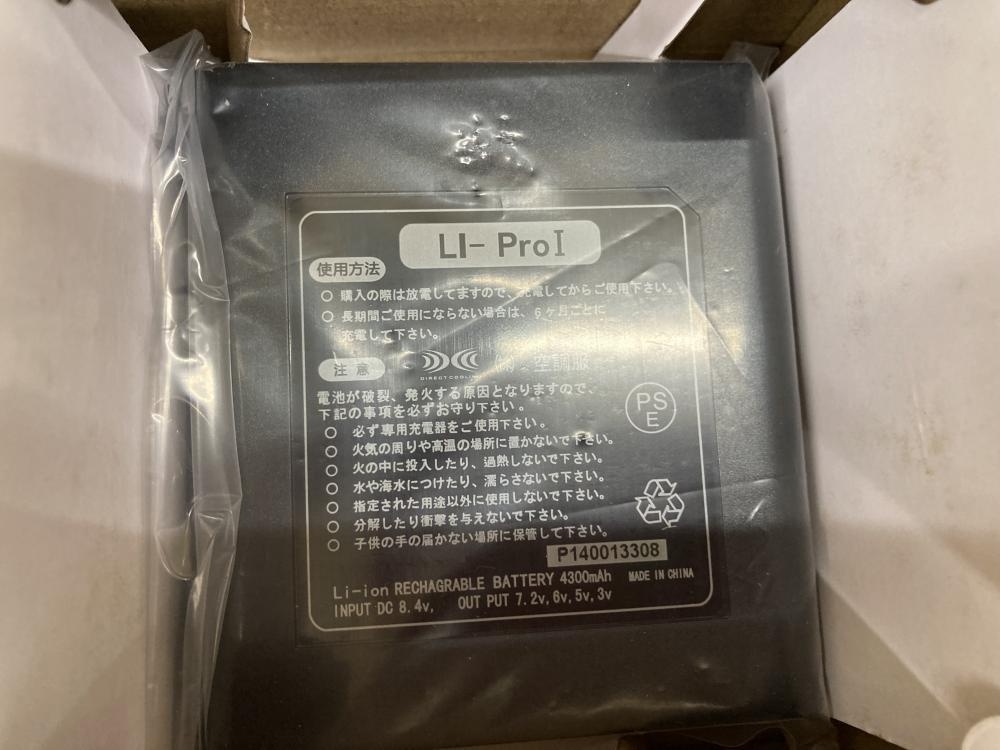 LI- ProI
使用方法
○ 購入の際は放電してますので、充電してからご使用下さい。
○ 長期間ご使用にならない場合は、6ヶ月ごとに
充電して下さい。
注 意
DIRECT COOLING
㈱空調服
電池が破裂、発火する原因となりますので、
下記の事項を必ずお守り下さい。
○ 必ず専用充電器をご使用下さい。
○ 火気の周りや高温の場所に置かないで下さい。
○ 火の中に投入したり、過熱しないで下さい。
○ 水や海水につけたり、濡らさないで下さい。
○ 指定された用途以外に使用しないで下さい。
○ 分解したり衝撃を与えないで下さい。
○ 子供の手の届かない場所に保管して下さい。
PS
E
P140013308
Li-ion RECHAGRABLE BATTERY 4300mAh MADE IN CHINA
INPUT DC 8.4v, OUT PUT 7.2v,6v,5v,3v